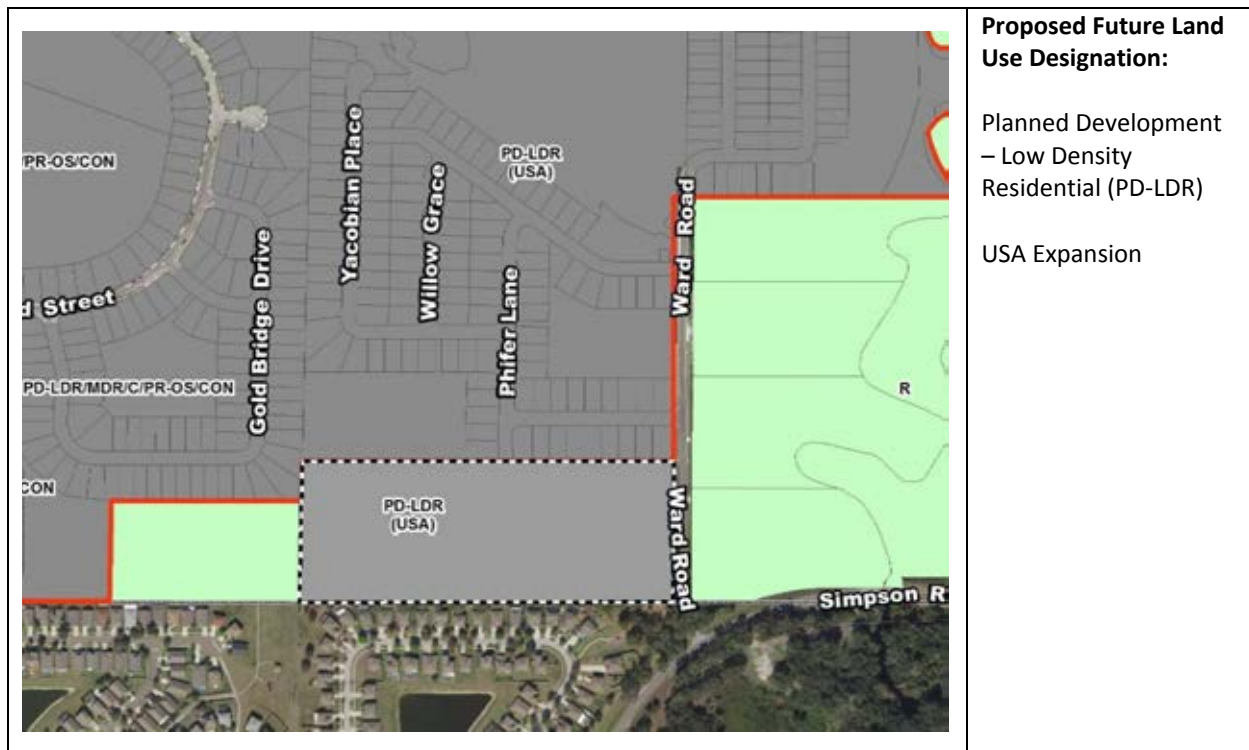 Proposed Future Land
Use Designation:
Planned Development
– Low Density
Residential (PD-LDR)
USA Expansion
/PR-OS/CON
PD-LDR
(USA)
Yacobian Place
Willow Grace
Ward Road
Gold Bridge Drive
Phifer Lane
d Street
PD-LDR/MDR/C/PR-OS/CON
R
CON
PD-LDR
(USA)
Ward Road
Simpson R